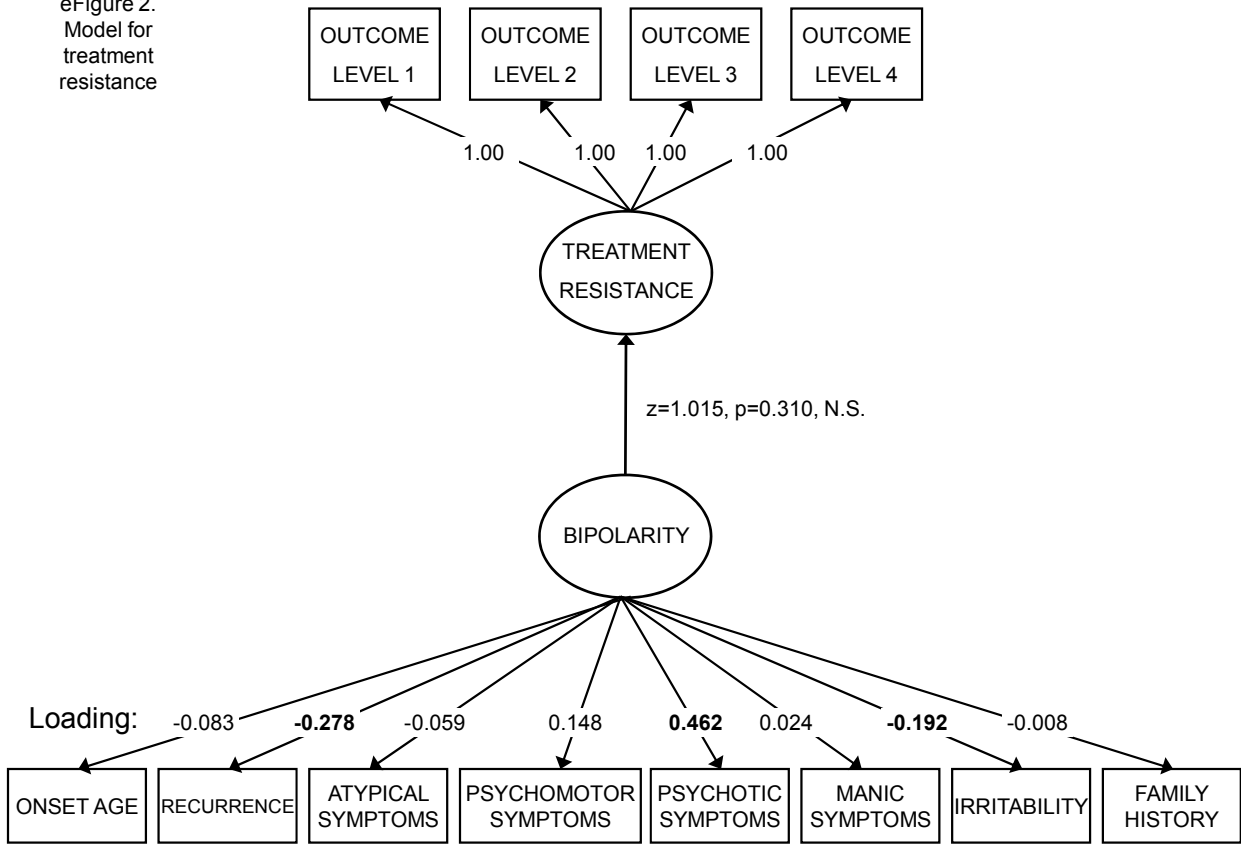 eFigure 2.
Model for
treatment
resistance
OUTCOME
LEVEL 1
OUTCOME
LEVEL 2
OUTCOME
LEVEL 3
OUTCOME
LEVEL 4
1.00
1.00
1.00
1.00
TREATMENT
RESISTANCE
z=1.015, p=0.310, N.S.
BIPOLARITY
Loading:
-0.083
-0.278
-0.059
0.148
0.462
0.024
-0.192
-0.008
ONSET AGE
RECURRENCE
ATYPICAL
SYMPTOMS
PSYCHOMOTOR
SYMPTOMS
PSYCHOTIC
SYMPTOMS
MANIC
SYMPTOMS
IRRITABILITY
FAMILY
HISTORY